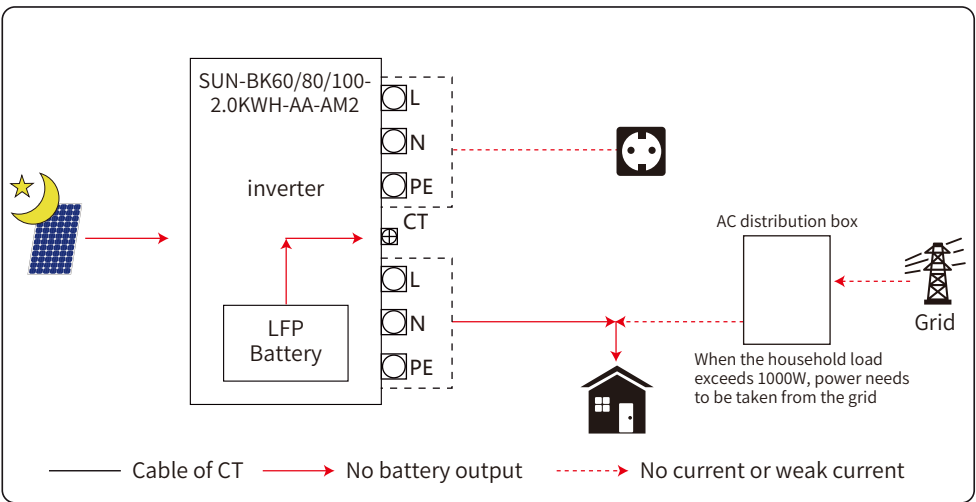 SUN-BK60/80/100-
2.0KWH-AA-AM2
L
N
inverter
PE
CT
L
N
PE
LFP
Battery
AC distribution box
Grid
When the household load
exceeds 1000W, power needs
to be taken from the grid
Cable of CT
No battery output
No current or weak current